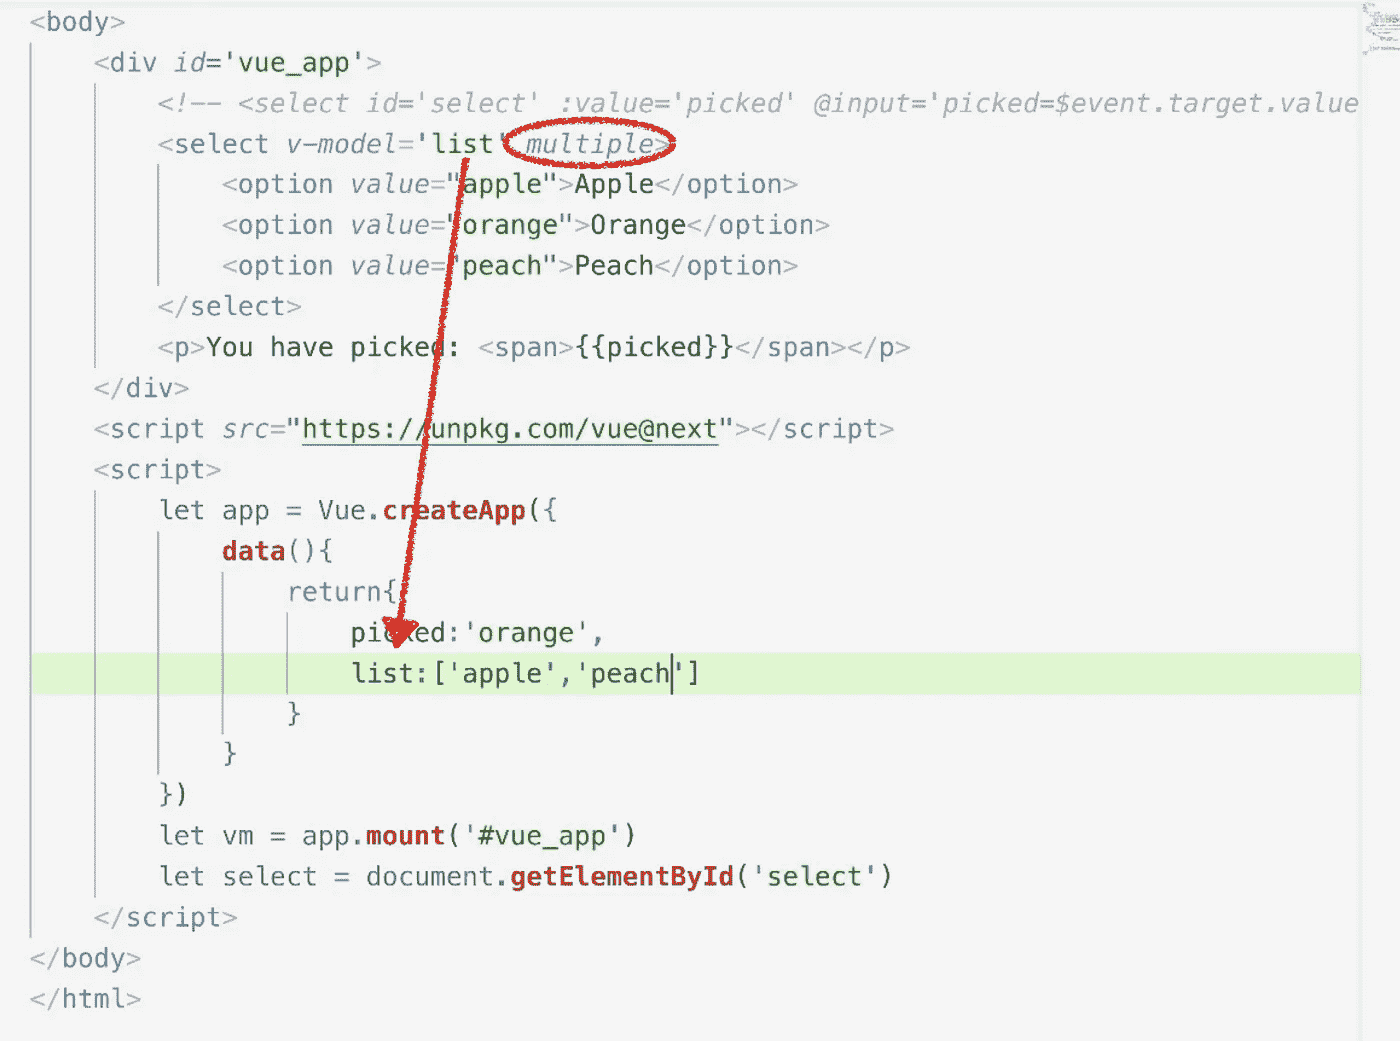 <body>
<div id='vue_app'>
<!-- <select id='select' :value='picked' @input='picked=$event.target.value
<select v-model='list' multiple>
<option value="apple">Apple</option>
<option value="orange">Orange</option>
<option value="peach">Peach</option>
</select>
<p>You have picked: <span>{{picked}}</span></p>
</div>
<script src="https://unpkg.com/vue@next"></script>
<script>
let app = Vue.createApp({
data(){
return{
picked:'orange',
list:['apple','peach']
}
}
})
let vm = app.mount('#vue_app')
let select = document.getElementById('select')
</script>
</body>
</html>